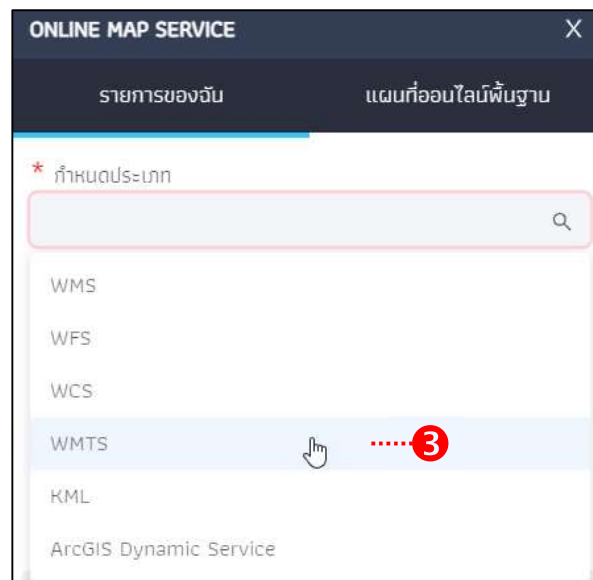 ONLINE MAP SERVICE X
รายการของฉัน แผนที่ออนไลน์พื้นฐาน
* กำหนดประเภท
WMS
WFS
WCS
WMTS 3
KML
ArcGIS Dynamic Service